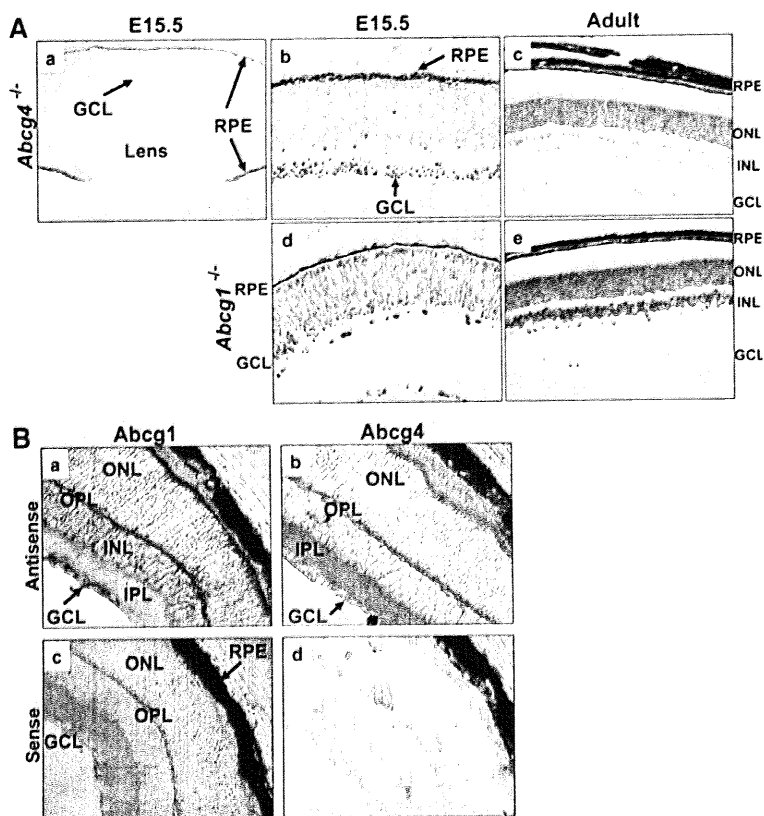 A
E15.5
E15.5
Adult
Abcg4 -/-
a
GCL
RPE
Lens
b
RPE
GCL
c
RPE
ONL
INL
GCL
Abcg1 -/-
d
RPE
GCL
e
RPE
ONL
INL
GCL
B
Abcg1
Abcg4
Antisense
a
ONL
OPL
INL
IPL
GCL
b
ONL
OPL
IPL
GCL
Sense
c
ONL
RPE
OPL
GCL
d